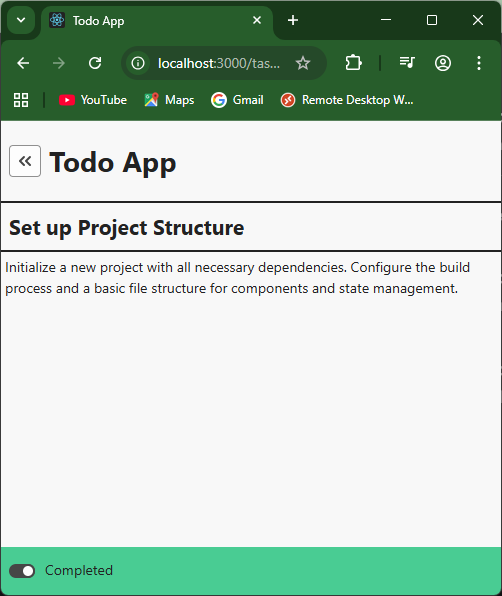 Todo App
localhost:3000/tas...
YouTube
Maps
Gmail
Remote Desktop W...
Todo App
Set up Project Structure
Initialize a new project with all necessary dependencies. Configure the build
process and a basic file structure for components and state management.
Completed